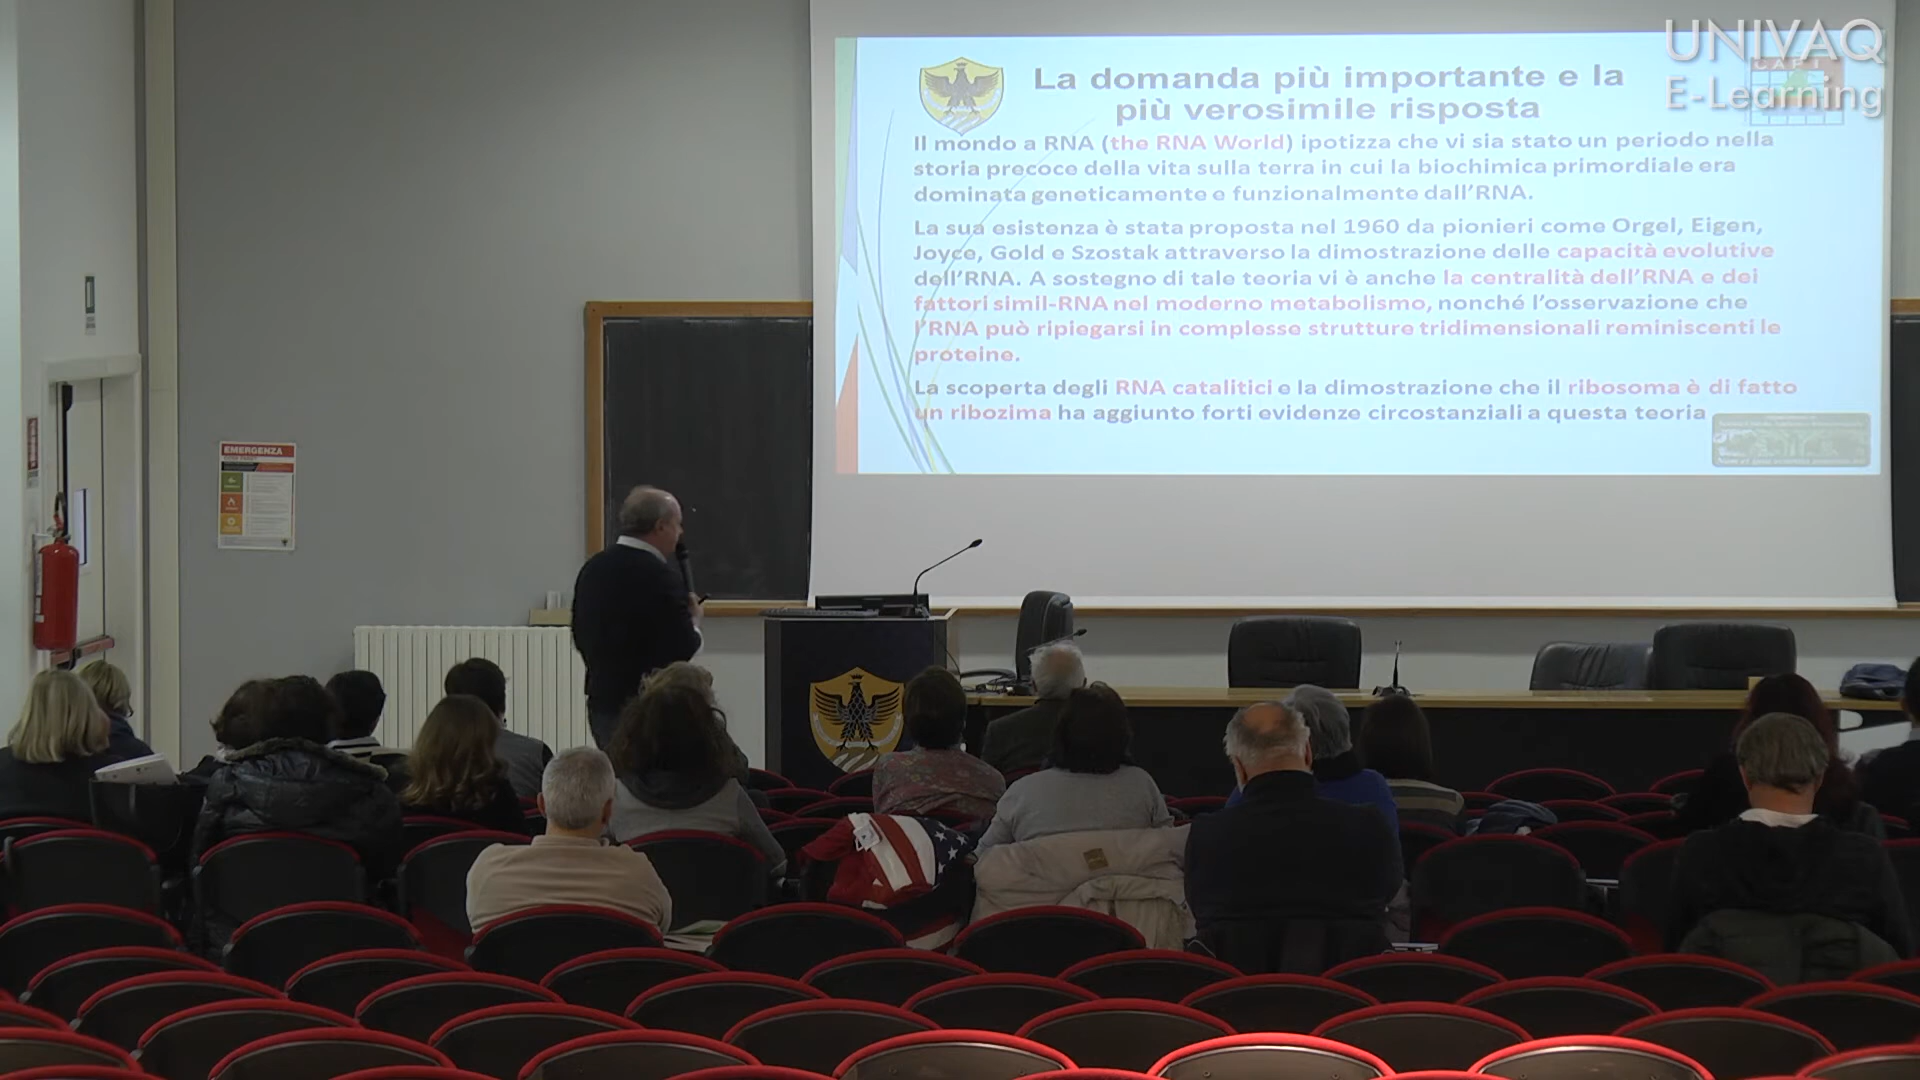 UNIVAQ
E-Learning
La domanda più importante e la
più verosimile risposta
Il mondo a RNA (the RNA World) ipotizza che vi sia stato un periodo nella
storia precoce della vita sulla terra in cui la biochimica primordiale era
dominata geneticamente e funzionalmente dall'RNA.
La sua esistenza è stata proposta nel 1960 da pionieri come Orgel, Eigen,
Joyce, Gold e Szostak attraverso la dimostrazione delle capacità evolutive
dell'RNA. A sostegno di tale teoria vi è anche la centralità dell'RNA e dei
fattori simil-RNA nel moderno metabolismo, nonché l'osservazione che
l'RNA può ripiegarsi in complesse strutture tridimensionali reminiscenti le
proteine.
La scoperta degli RNA catalitici e la dimostrazione che il ribosoma è di fatto
un ribozima ha aggiunto forti evidenze circostanziali a questa teoria
EMERGENZA